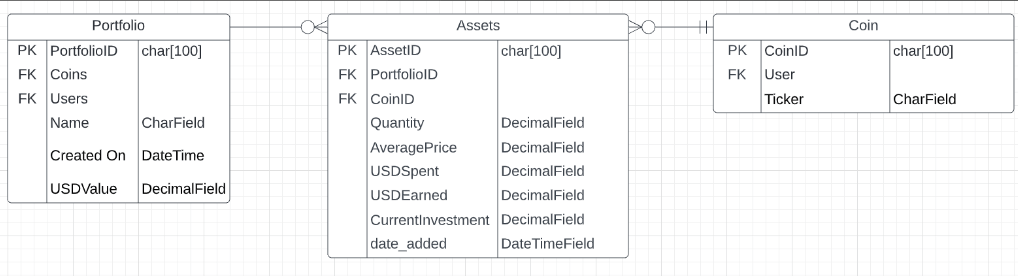 Portfolio
PK PortfolioID char[100]
FK Coins
FK Users
Name CharField
Created On DateTime
USDValue DecimalField
Assets
PK AssetID char[100]
FK PortfolioID
FK CoinID
Quantity DecimalField
AveragePrice DecimalField
USDSpent DecimalField
USDEarned DecimalField
CurrentInvestment DecimalField
date_added DateTimeField
Coin
PK CoinID char[100]
FK User
Ticker CharField